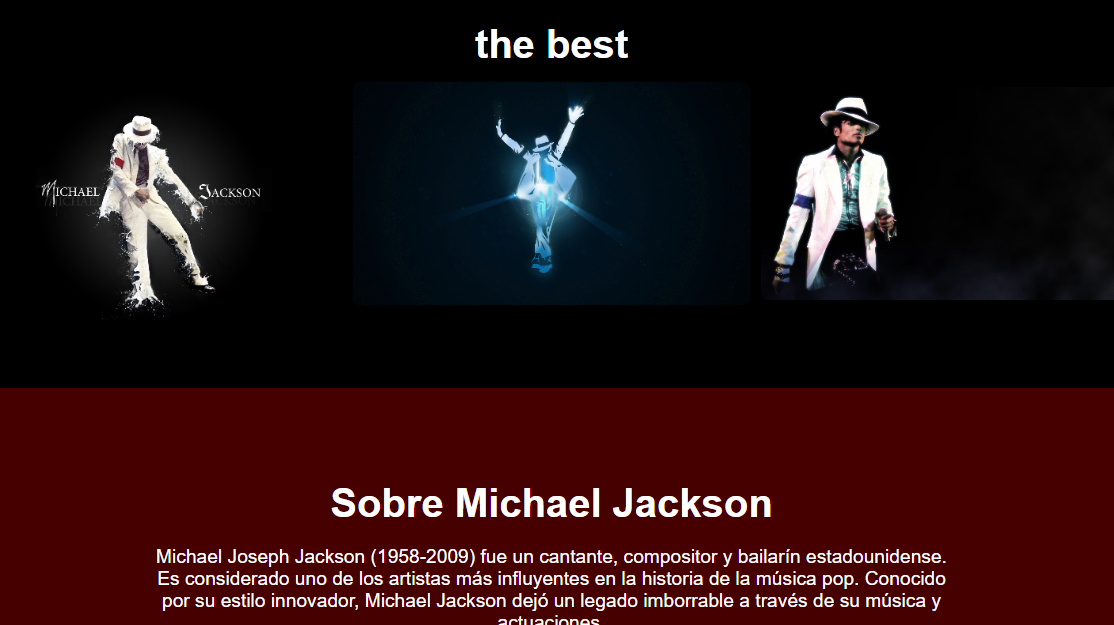 the best
MICHAEL JACKSON
Sobre Michael Jackson
Michael Joseph Jackson (1958-2009) fue un cantante, compositor y bailarín estadounidense.
Es considerado uno de los artistas más influyentes en la historia de la música pop. Conocido
por su estilo innovador, Michael Jackson dejó un legado imborrable a través de su música y
actuaciones.